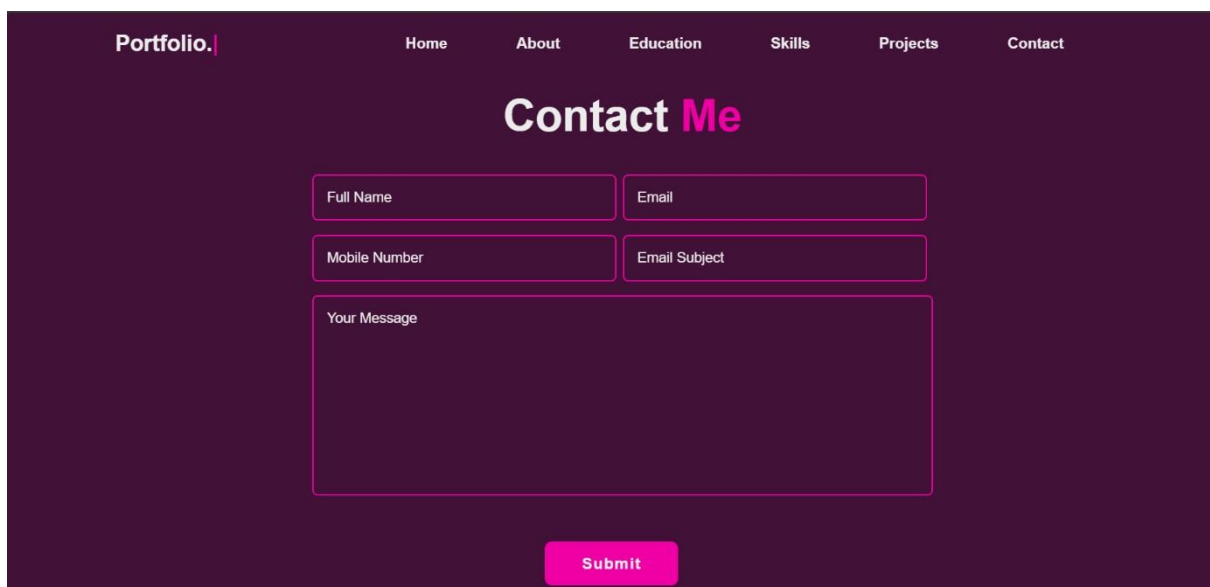 Portfolio.| Home About Education Skills Projects Contact
Contact Me
Full Name Email
Mobile Number Email Subject
Your Message
Submit